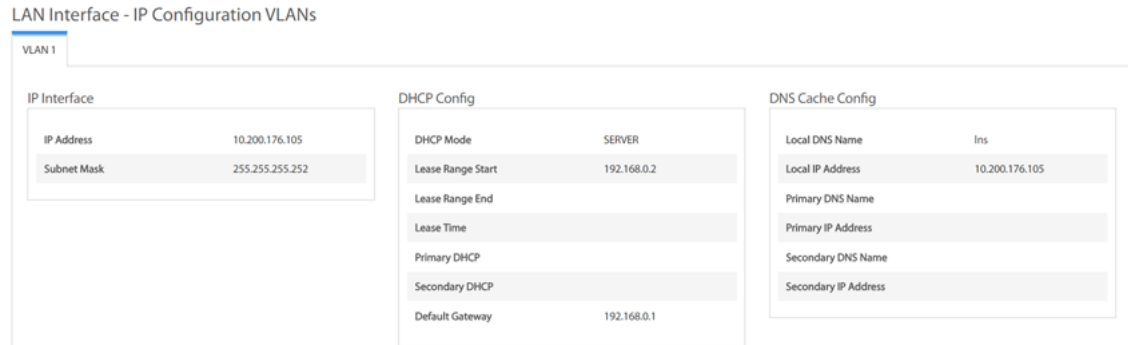 LAN Interface - IP Configuration VLANs
VLAN 1
IP Interface
IP Address 10.200.176.105
Subnet Mask 255.255.255.252
DHCP Config
DHCP Mode SERVER
Lease Range Start 192.168.0.2
Lease Range End
Lease Time
Primary DHCP
Secondary DHCP
Default Gateway 192.168.0.1
DNS Cache Config
Local DNS Name lns
Local IP Address 10.200.176.105
Primary DNS Name
Primary IP Address
Secondary DNS Name
Secondary IP Address